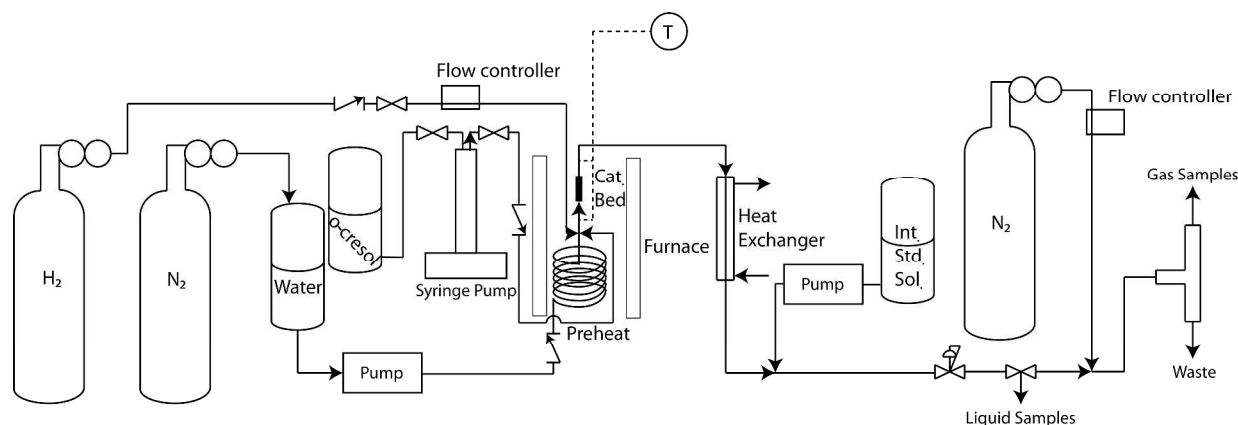 T
Flow controller
H₂
N₂
Water
o-cresol
Syringe Pump
Pump
Cat.
Bed
Preheat
Furnace
Heat
Exchanger
Pump
Int.
Std.
Sol.
N₂
Flow controller
Gas Samples
Waste
Liquid Samples